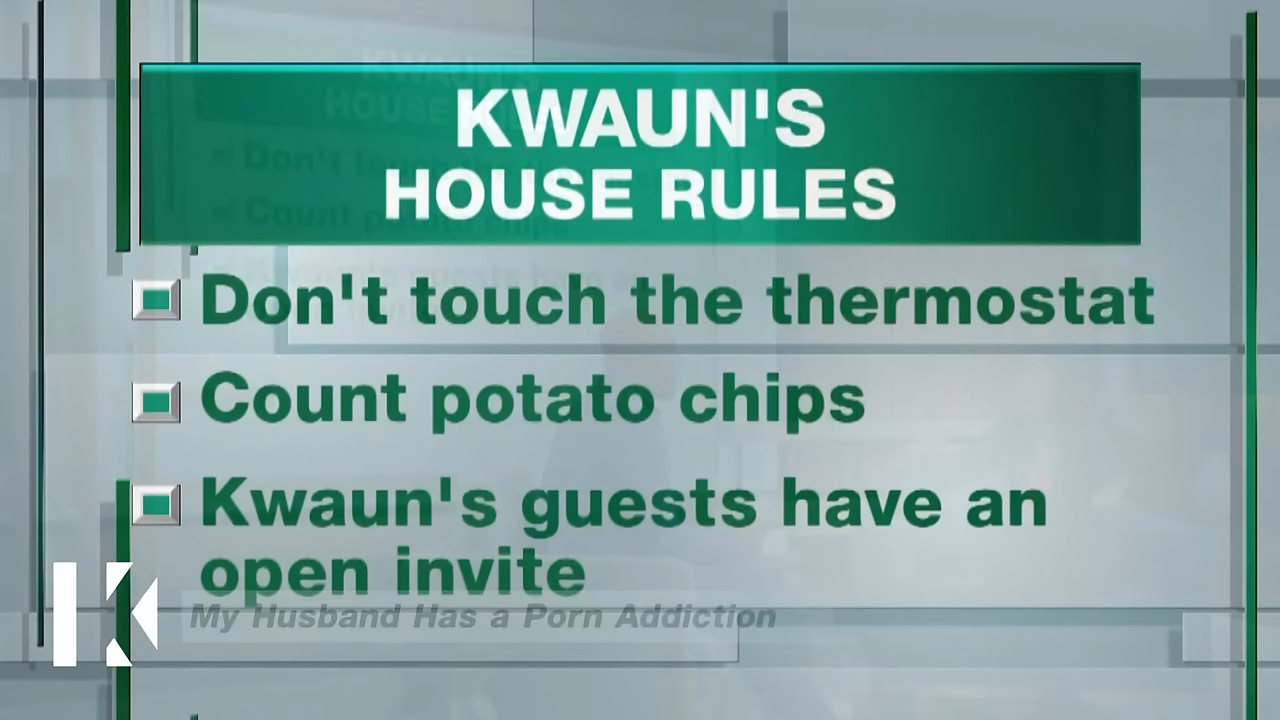 KWAUN'S
HOUSE RULES
Don't touch the thermostat
Count potato chips
Kwaun's guests have an
open invite
My Husband Has a Porn Addiction
K